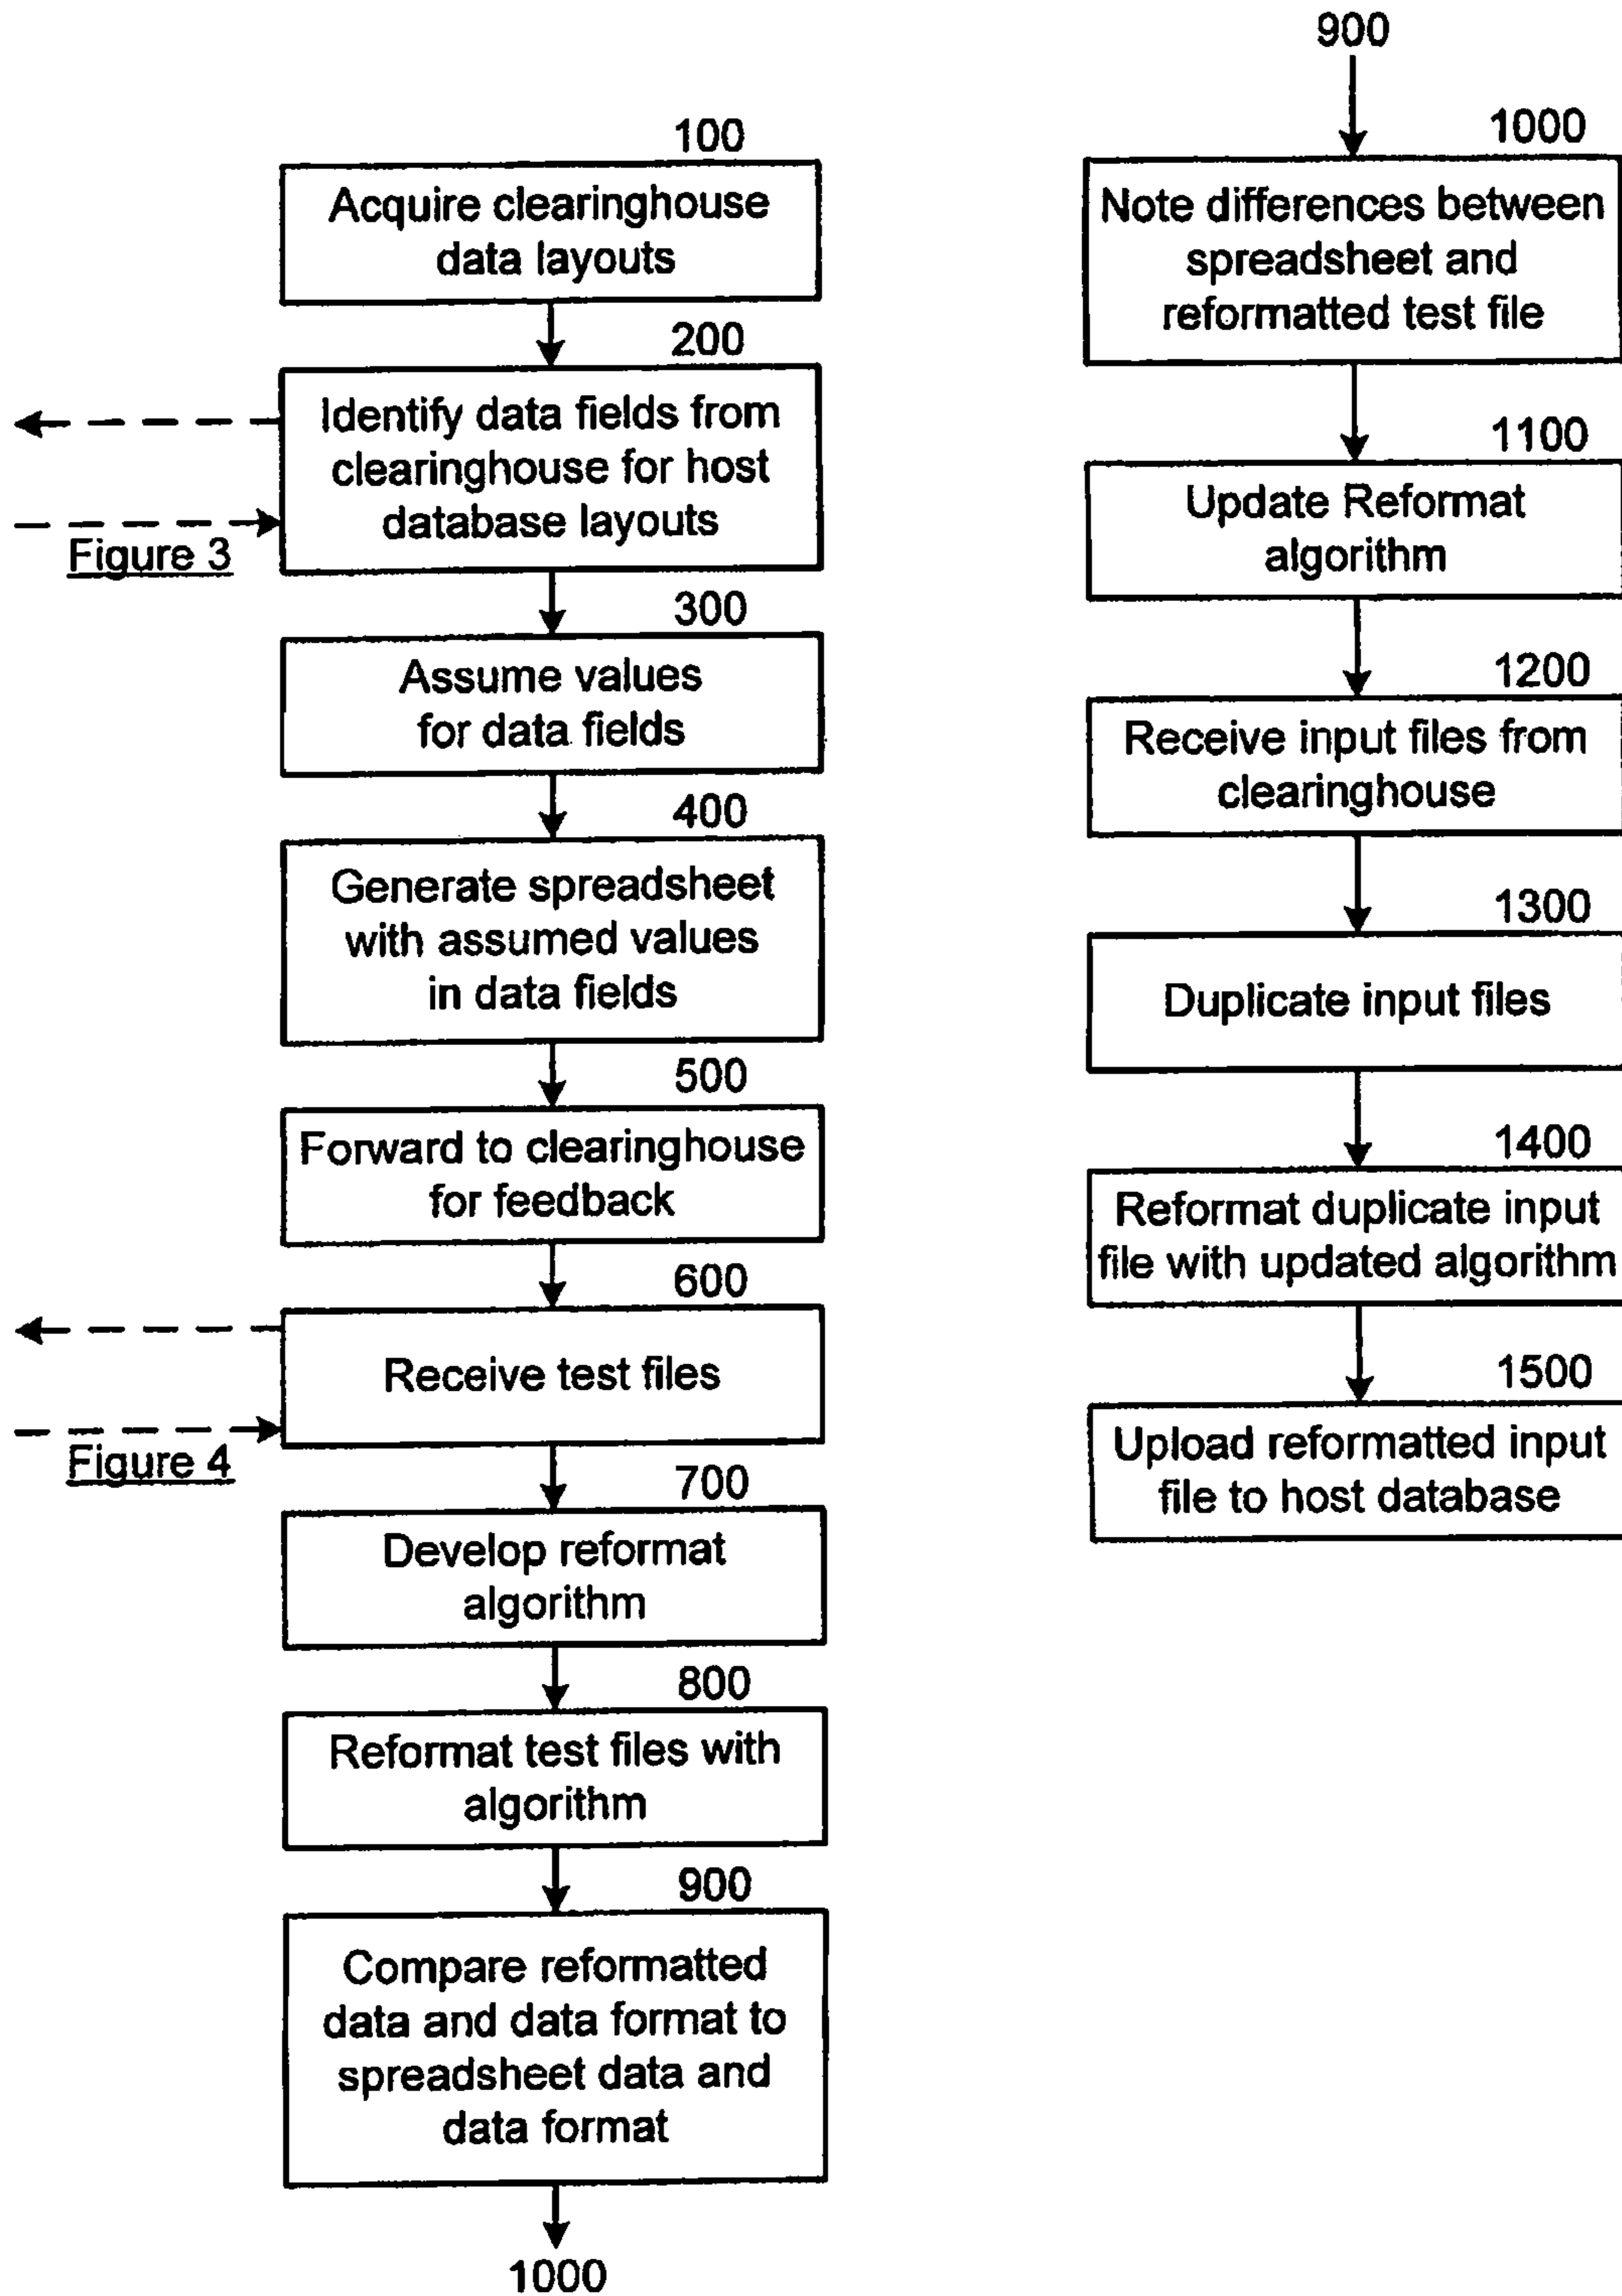 100
Acquire clearinghouse
data layouts
200
Identify data fields from
clearinghouse for host
database layouts
Figure 3
300
Assume values
for data fields
400
Generate spreadsheet
with assumed values
in data fields
500
Forward to clearinghouse
for feedback
600
Receive test files
Figure 4
700
Develop reformat
algorithm
800
Reformat test files with
algorithm
900
Compare reformatted
data and data format to
spreadsheet data and
data format
1000
900
1000
Note differences between
spreadsheet and
reformatted test file
1100
Update Reformat
algorithm
1200
Receive input files from
clearinghouse
1300
Duplicate input files
1400
Reformat duplicate input
file with updated algorithm
1500
Upload reformatted input
file to host database